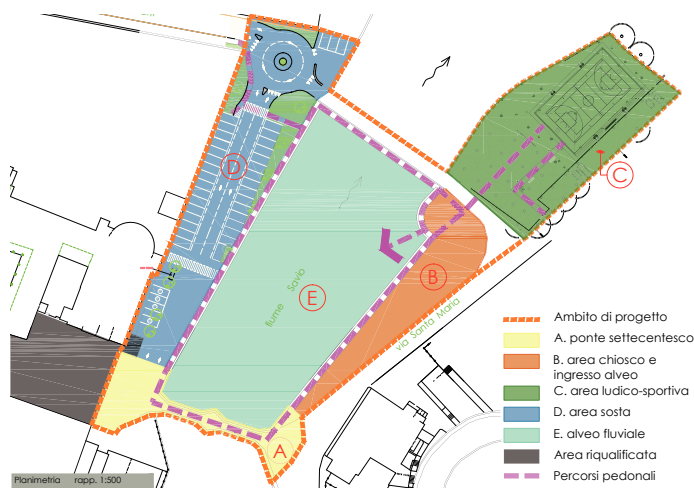 D
C
B
E
fiume Savio
via Santa Maria
A
Ambito di progetto
A. ponte settecentesco
B. area chiosco e
ingresso alveo
C. area ludico-sportiva
D. area sosta
E. alveo fluviale
Area riqualificata
Percorsi pedonali
Planimetria rapp. 1:500